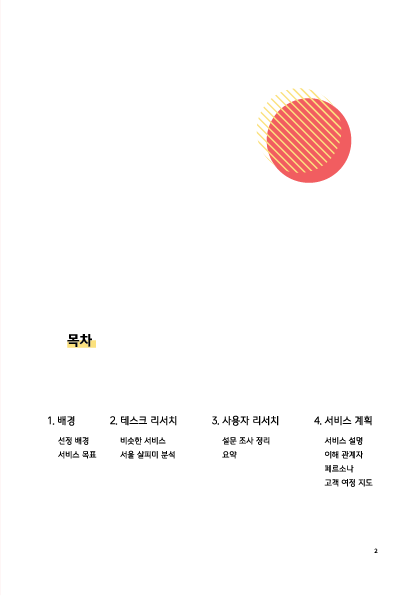 목차
1. 배경
선정 배경
서비스 목표
2. 데스크 리서치
비슷한 서비스
서울 살피미 분석
3. 사용자 리서치
설문 조사 정리
요약
4. 서비스 계획
서비스 설명
이해 관계자
페르소나
고객 여정 지도
2